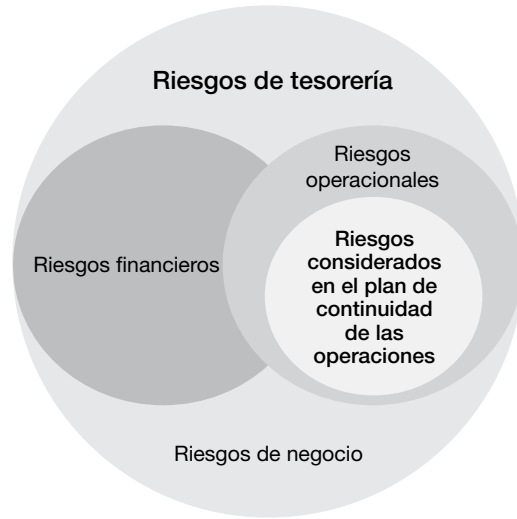 Riesgos de tesorería
Riesgos
operacionales
Riesgos financieros
Riesgos
considerados
en el plan de
continuidad
de las
operaciones
Riesgos de negocio